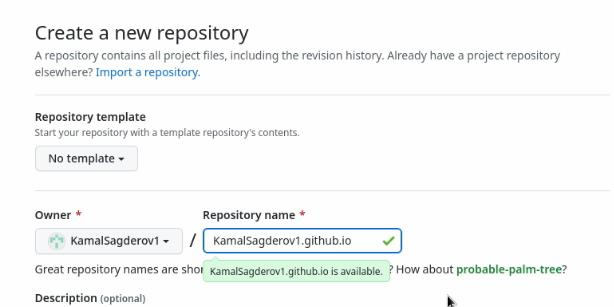 Create a new repository
A repository contains all project files, including the revision history. Already have a project repository
elsewhere? Import a repository.
Repository template
Start your repository with a template repository's contents.
No template
Owner * Repository name *
KamalSagderov1 / KamalSagderov1.github.io
Great repository names are shor ? How about probable-palm-tree?
KamalSagderov1.github.io is available.
Description (optional)